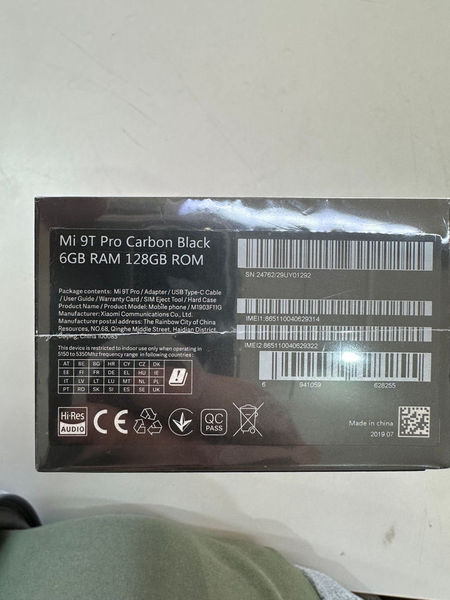 Mi 9T Pro Carbon Black
6GB RAM 128GB ROM
SN:24762/29UY01292
Package contents: Mi 9T Pro / Adapter / USB Type-C Cable
/ User Guide / Warranty Card / SIM Eject Tool / Hard Case
Product Name / Product Model: Mobile phone / M1903F11G
Manufacturer: Xiaomi Communications Co., Ltd.
Manufacturer postal address: The Rainbow City of China
Resources, NO.68, Qinghe Middle Street, Haidian District,
Beijing, China 100085
IMEI1:865110040629314
IMEI2:865110040629322
6 941059 628255
This device is restricted to indoor use only when operating in
5150 to 5350MHz frequency range in following countries:
AT BE BG HR CY CZ DK
EE FI FR DE EL HU IE
IT LV LT LU MT NL PL
PT RO SK SI ES SE UK
Hi-Res
AUDIO
CE
QC
PASS
Made in china
2019.07